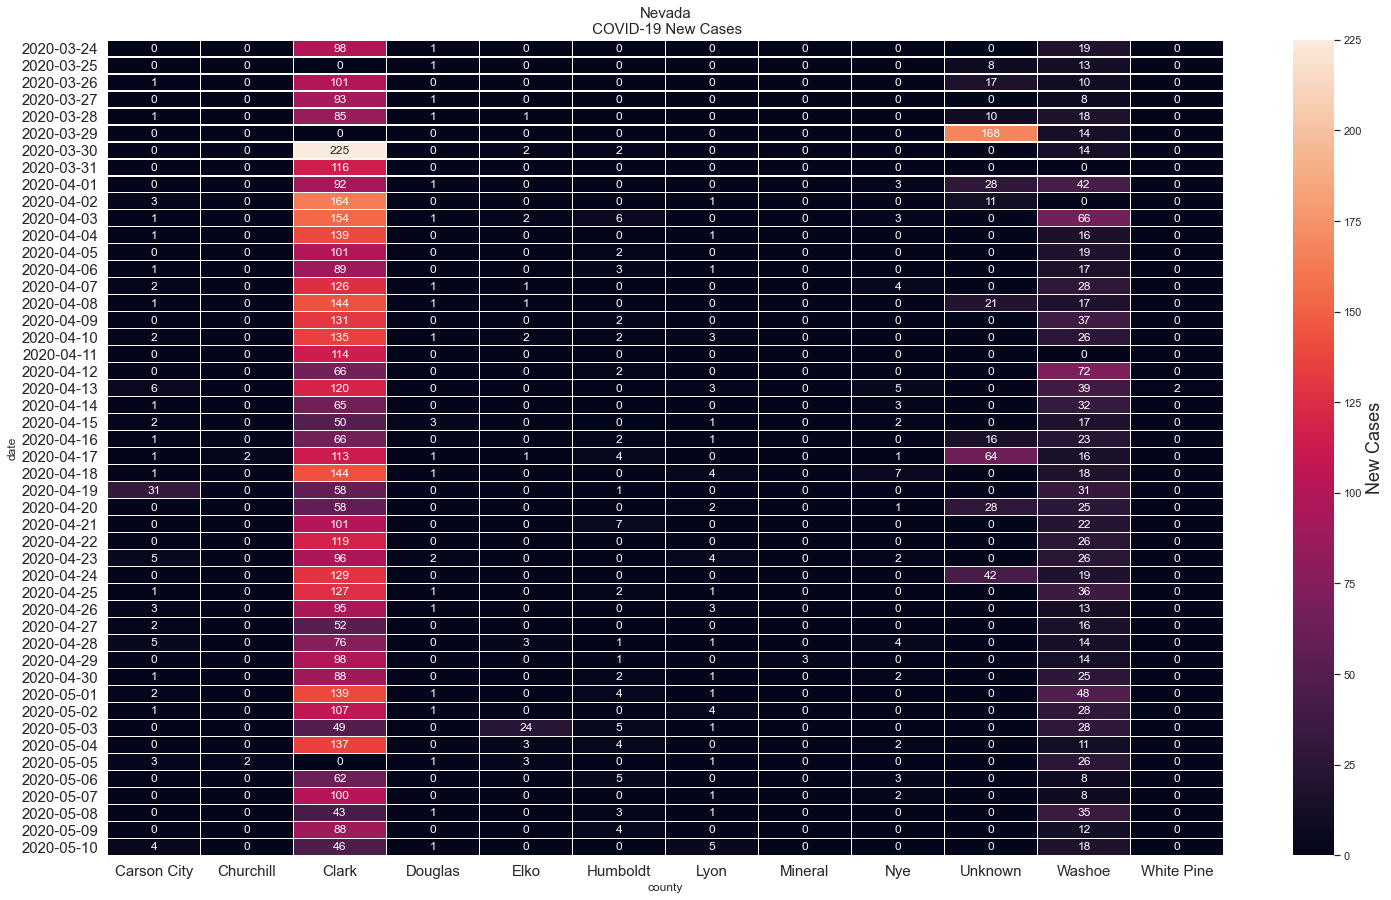 Nevada
COVID-19 New Cases
2020-03-24 0 0 98 1 0 0 0 0 0 0 19 0
2020-03-25 0 0 0 1 0 0 0 0 0 8 13 0
2020-03-26 1 0 101 0 0 0 0 0 0 17 10 0
2020-03-27 0 0 93 1 0 0 0 0 0 0 8 0
2020-03-28 1 0 85 1 1 0 0 0 0 10 18 0
2020-03-29 0 0 0 0 0 0 0 0 0 168 14 0
2020-03-30 0 0 225 0 2 2 0 0 0 0 14 0
2020-03-31 0 0 116 0 0 0 0 0 0 0 0 0
2020-04-01 0 0 92 1 0 0 0 0 3 28 42 0
2020-04-02 3 0 164 0 0 0 1 0 0 11 0 0
2020-04-03 1 0 154 1 2 6 0 0 3 0 66 0
2020-04-04 1 0 139 0 0 0 1 0 0 0 16 0
2020-04-05 0 0 101 0 0 2 0 0 0 0 19 0
2020-04-06 1 0 89 0 0 3 1 0 0 0 17 0
2020-04-07 2 0 126 1 1 0 0 0 4 0 28 0
2020-04-08 1 0 144 1 1 0 0 0 0 21 17 0
2020-04-09 0 0 131 0 0 2 0 0 0 0 37 0
2020-04-10 2 0 135 1 2 2 3 0 0 0 26 0
2020-04-11 0 0 114 0 0 0 0 0 0 0 0 0
2020-04-12 0 0 66 0 0 2 0 0 0 0 72 0
2020-04-13 6 0 120 0 0 0 3 0 5 0 39 2
2020-04-14 1 0 65 0 0 0 0 0 3 0 32 0
2020-04-15 2 0 50 3 0 0 1 0 2 0 17 0
2020-04-16 1 0 66 0 0 2 1 0 0 16 23 0
2020-04-17 1 2 113 1 1 4 0 0 1 64 16 0
2020-04-18 1 0 144 1 0 0 4 0 7 0 18 0
2020-04-19 31 0 58 0 0 1 0 0 0 0 31 0
2020-04-20 0 0 58 0 0 0 2 0 1 28 25 0
2020-04-21 0 0 101 0 0 7 0 0 0 0 22 0
2020-04-22 0 0 119 0 0 0 0 0 0 0 26 0
2020-04-23 5 0 96 2 0 0 4 0 2 0 26 0
2020-04-24 0 0 129 0 0 0 0 0 0 42 19 0
2020-04-25 1 0 127 1 0 2 1 0 0 0 36 0
2020-04-26 3 0 95 1 0 0 3 0 0 0 13 0
2020-04-27 2 0 52 0 0 0 0 0 0 0 16 0
2020-04-28 5 0 76 0 3 1 1 0 4 0 14 0
2020-04-29 0 0 98 0 0 1 0 3 0 0 14 0
2020-04-30 1 0 88 0 0 2 1 0 2 0 25 0
2020-05-01 2 0 139 1 0 4 1 0 0 0 48 0
2020-05-02 1 0 107 1 0 0 4 0 0 0 28 0
2020-05-03 0 0 49 0 24 5 1 0 0 0 28 0
2020-05-04 0 0 137 0 3 4 0 0 2 0 11 0
2020-05-05 3 2 0 1 3 0 1 0 0 0 26 0
2020-05-06 0 0 62 0 0 5 0 0 3 0 8 0
2020-05-07 0 0 100 0 0 0 1 0 2 0 8 0
2020-05-08 0 0 43 1 0 3 1 0 0 0 35 0
2020-05-09 0 0 88 0 0 4 0 0 0 0 12 0
2020-05-10 4 0 46 1 0 0 5 0 0 0 18 0
Carson City Churchill Clark Douglas Elko Humboldt Lyon Mineral Nye Unknown Washoe White Pine
county
date
225
200
175
150
125
100
75
50
25
0
New Cases